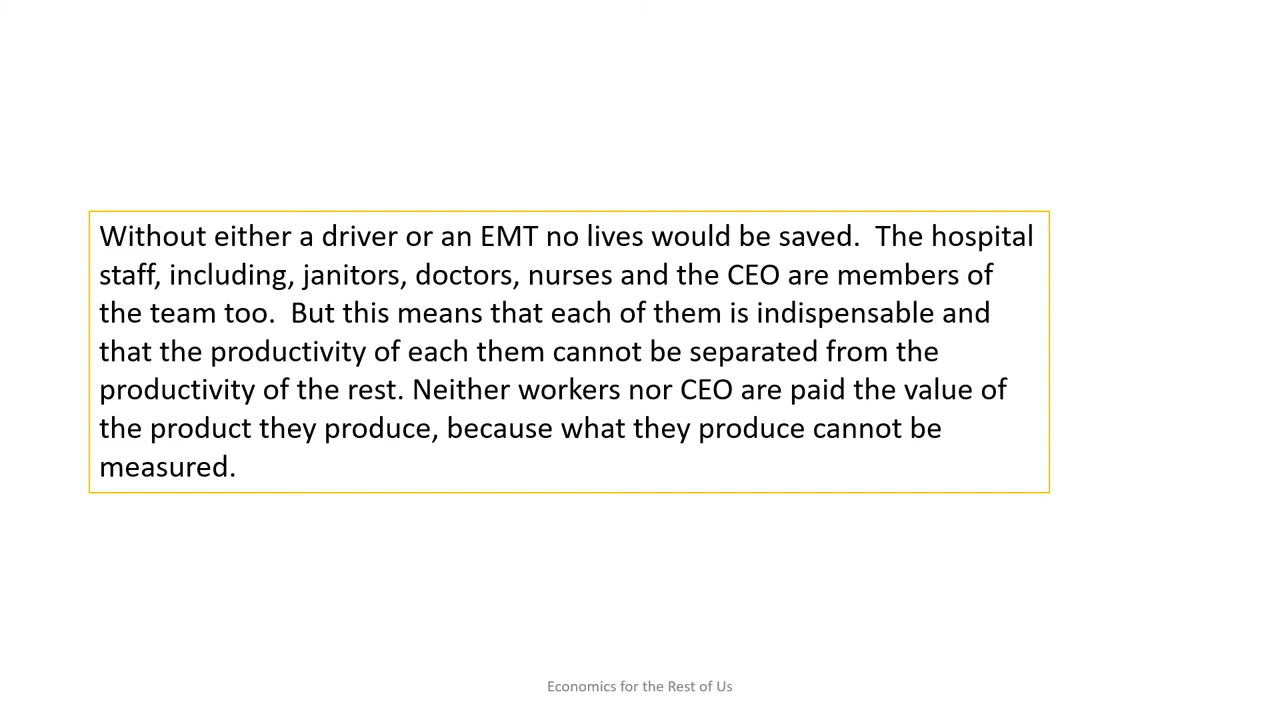 Without either a driver or an EMT no lives would be saved.  The hospital
staff, including, janitors, doctors, nurses and the CEO are members of
the team too.  But this means that each of them is indispensable and
that the productivity of each them cannot be separated from the
productivity of the rest. Neither workers nor CEO are paid the value of
the product they produce, because what they produce cannot be
measured.
Economics for the Rest of Us